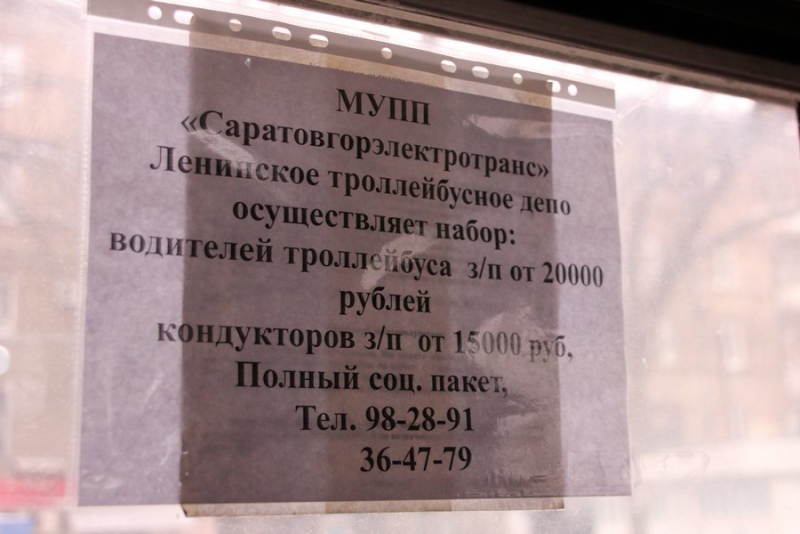 МУПП
«Саратовгорэлектротранс»
Ленинское троллейбусное депо
осуществляет набор:
водителей троллейбуса з/п от 20000
рублей
кондукторов з/п от 15000 руб,
Полный соц. пакет,
Тел. 98-28-91
36-47-79